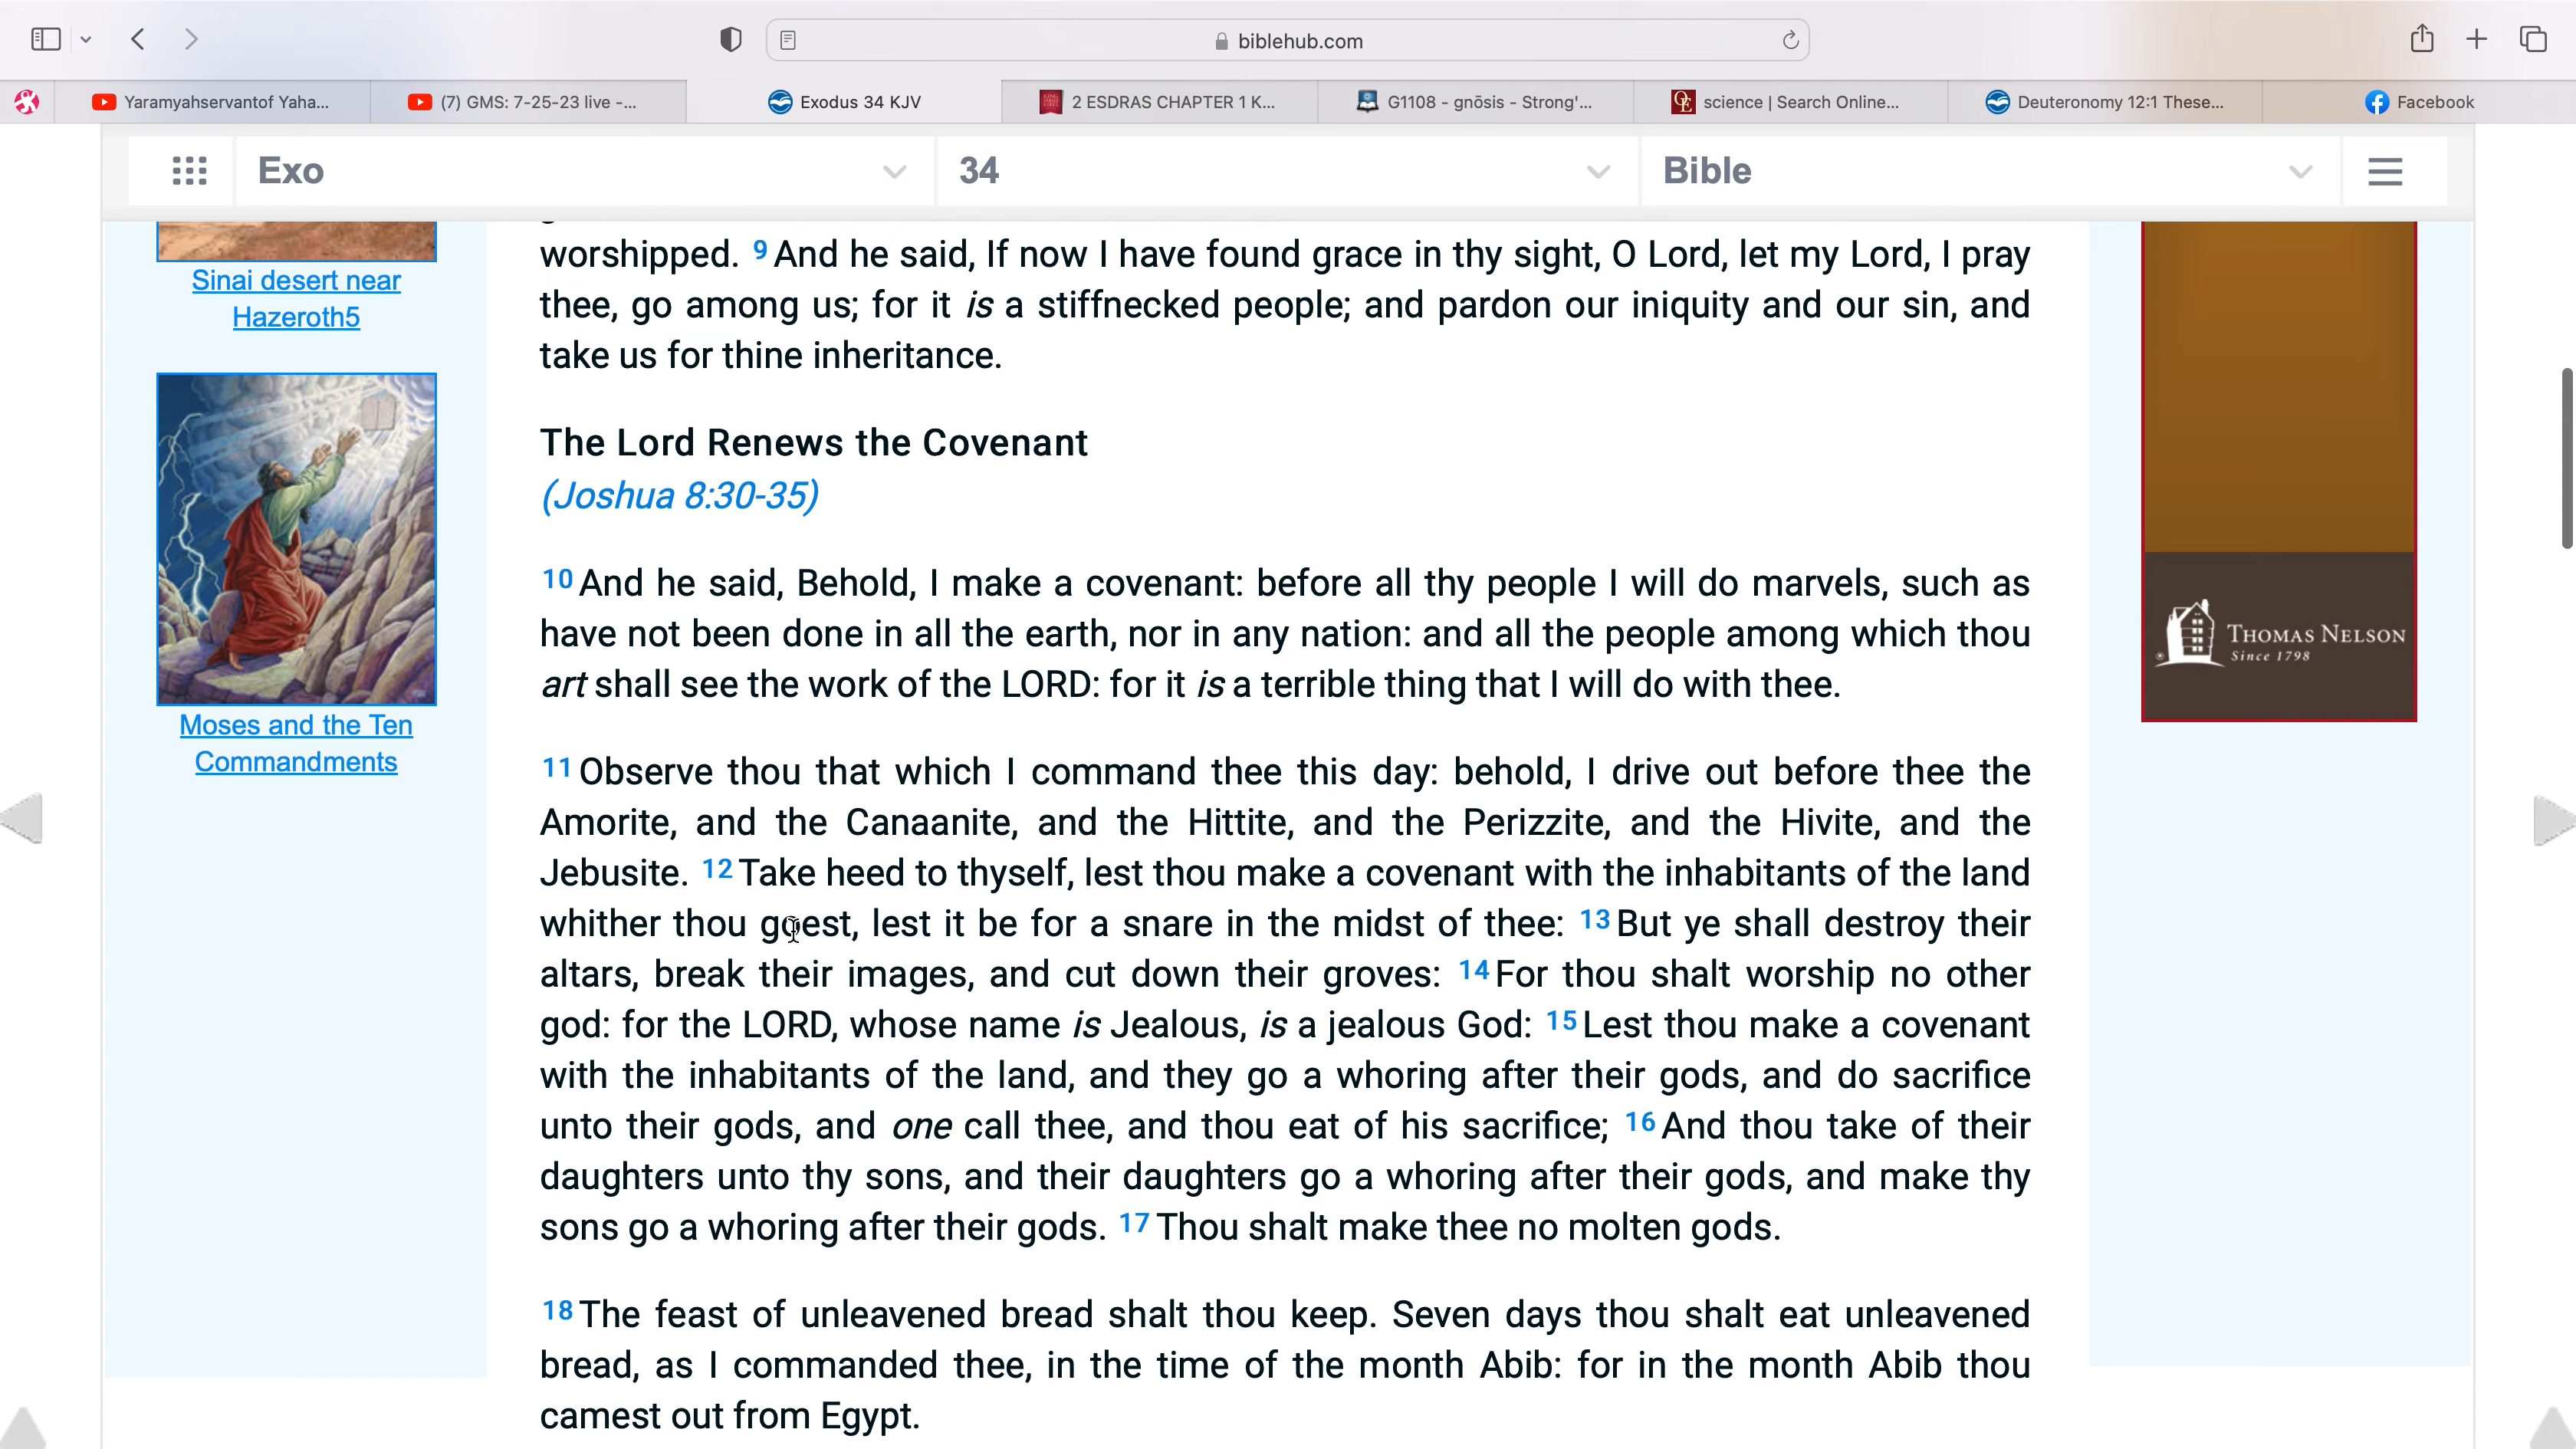 biblehub.com
Yaramyahservantof Yaha...
(7) GMS: 7-25-23 live -...
Exodus 34 KJV
2 ESDRAS CHAPTER 1 K...
G1108 - gnōsis - Strong'...
science | Search Online...
Deuteronomy 12:1 These...
Facebook
Exo
34
Bible
Sinai desert near
Hazeroth5
Moses and the Ten
Commandments
worshipped. 9 And he said, If now I have found grace in thy sight, O Lord, let my Lord, I pray
thee, go among us; for it is a stiffnecked people; and pardon our iniquity and our sin, and
take us for thine inheritance.
The Lord Renews the Covenant
(Joshua 8:30-35)
10 And he said, Behold, I make a covenant: before all thy people I will do marvels, such as
have not been done in all the earth, nor in any nation: and all the people among which thou
art shall see the work of the LORD: for it is a terrible thing that I will do with thee.
11 Observe thou that which I command thee this day: behold, I drive out before thee the
Amorite, and the Canaanite, and the Hittite, and the Perizzite, and the Hivite, and the
Jebusite. 12 Take heed to thyself, lest thou make a covenant with the inhabitants of the land
whither thou goest, lest it be for a snare in the midst of thee: 13 But ye shall destroy their
altars, break their images, and cut down their groves: 14 For thou shalt worship no other
god: for the LORD, whose name is Jealous, is a jealous God: 15 Lest thou make a covenant
with the inhabitants of the land, and they go a whoring after their gods, and do sacrifice
unto their gods, and one call thee, and thou eat of his sacrifice; 16 And thou take of their
daughters unto thy sons, and their daughters go a whoring after their gods, and make thy
sons go a whoring after their gods. 17 Thou shalt make thee no molten gods.
18 The feast of unleavened bread shalt thou keep. Seven days thou shalt eat unleavened
bread, as I commanded thee, in the time of the month Abib: for in the month Abib thou
camest out from Egypt.
THOMAS NELSON
Since 1798